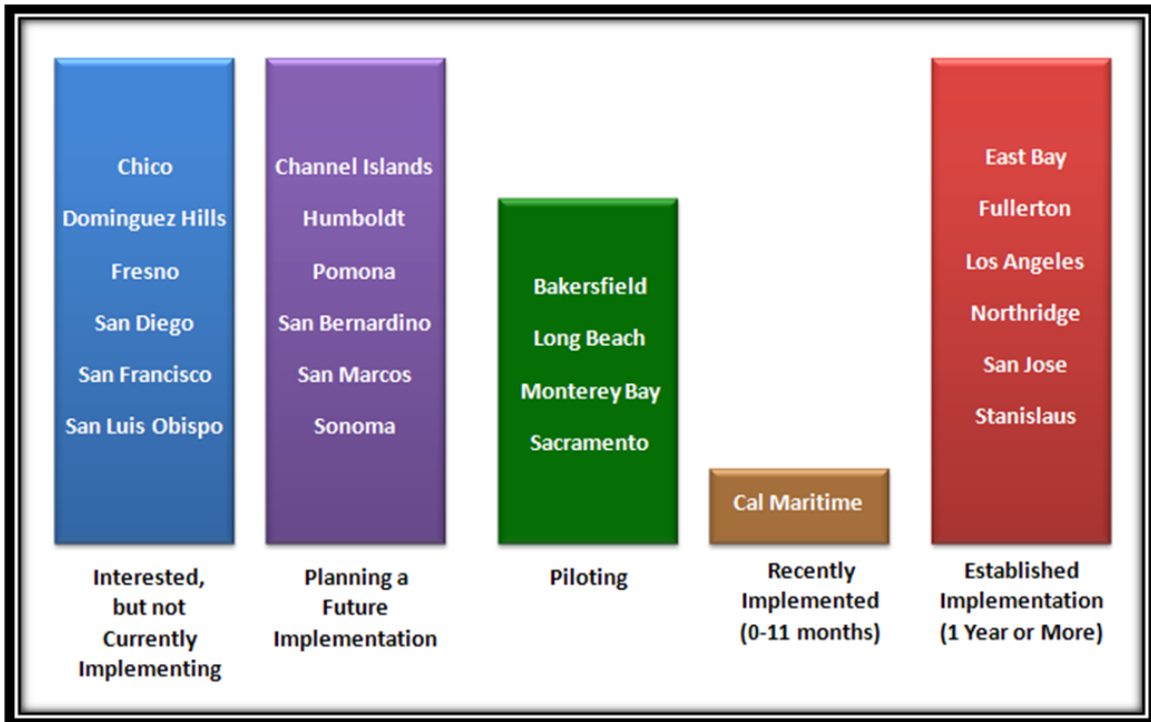 Chico
Dominguez Hills
Fresno
San Diego
San Francisco
San Luis Obispo
Interested,
but not
Currently
Implementing
Channel Islands
Humboldt
Pomona
San Bernardino
San Marcos
Sonoma
Planning a
Future
Implementation
Bakersfield
Long Beach
Monterey Bay
Sacramento
Piloting
Cal Maritime
Recently
Implemented
(0-11 months)
East Bay
Fullerton
Los Angeles
Northridge
San Jose
Stanislaus
Established
Implementation
(1 Year or More)